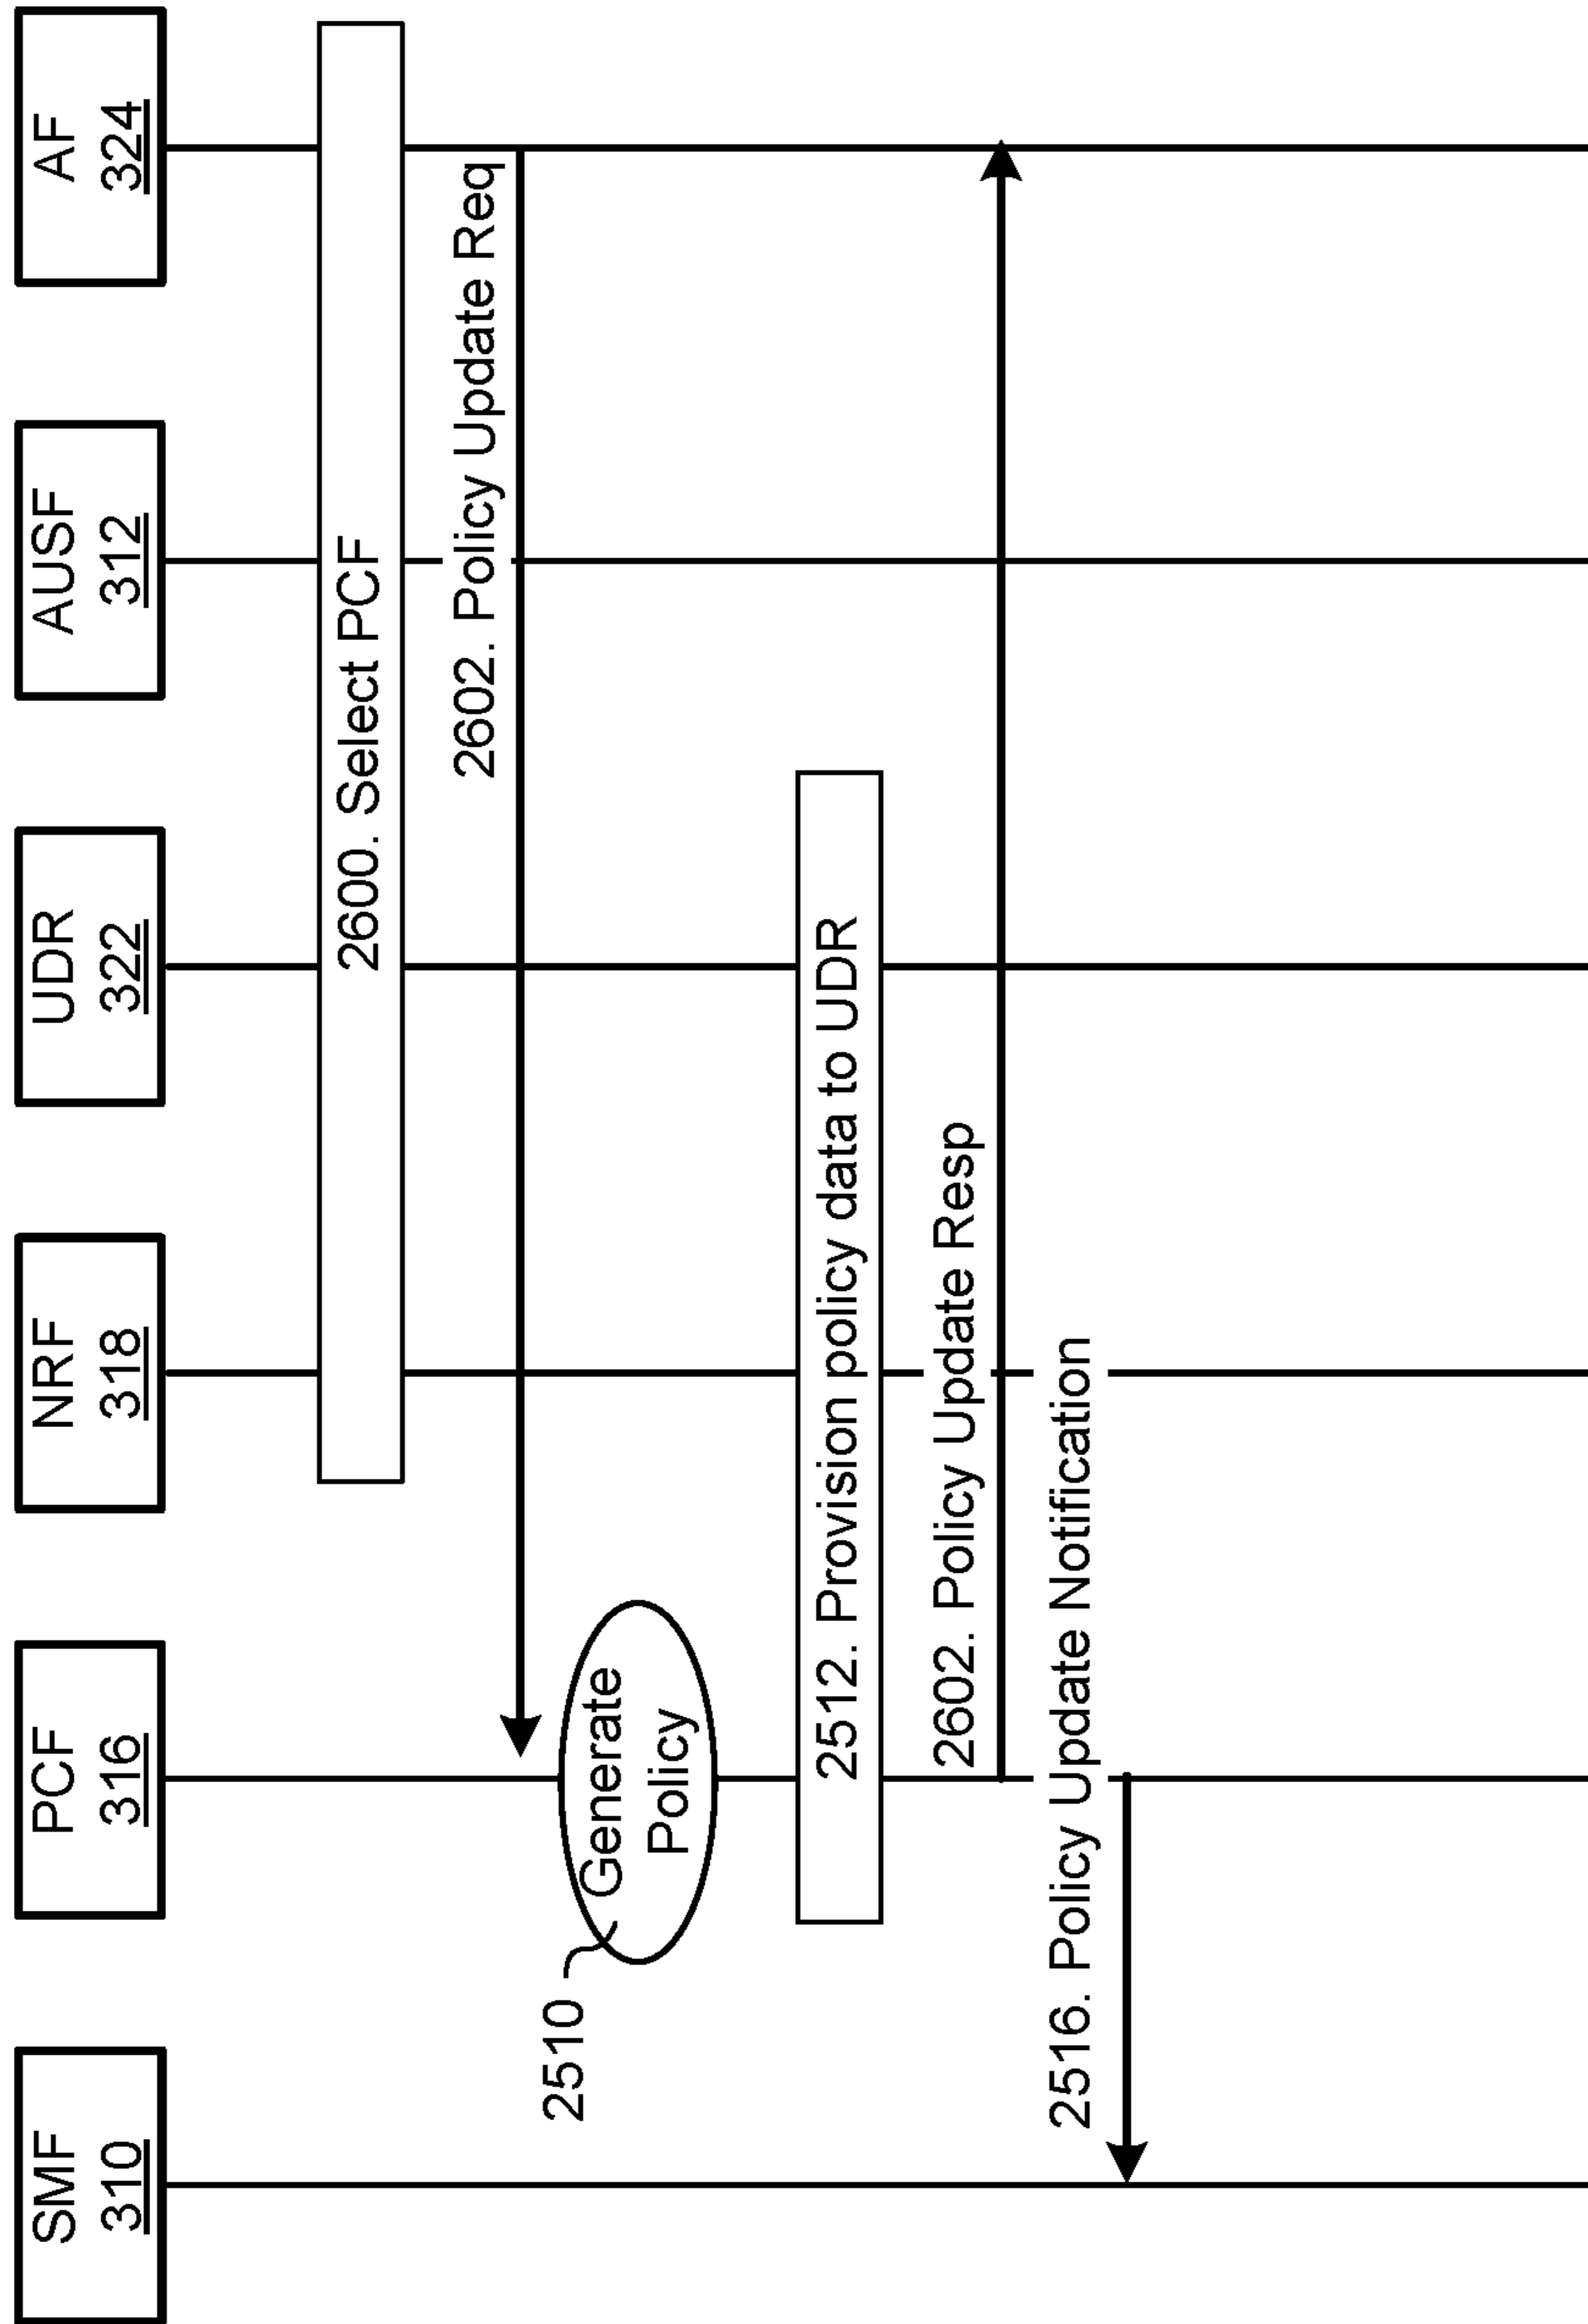 SMF
310
PCF
316
NRF
318
UDR
322
AUSF
312
AF
324
2600. Select PCF
2602. Policy Update Req
2510
Generate
Policy
2512. Provision policy data to UDR
2602. Policy Update Resp
2516. Policy Update Notification